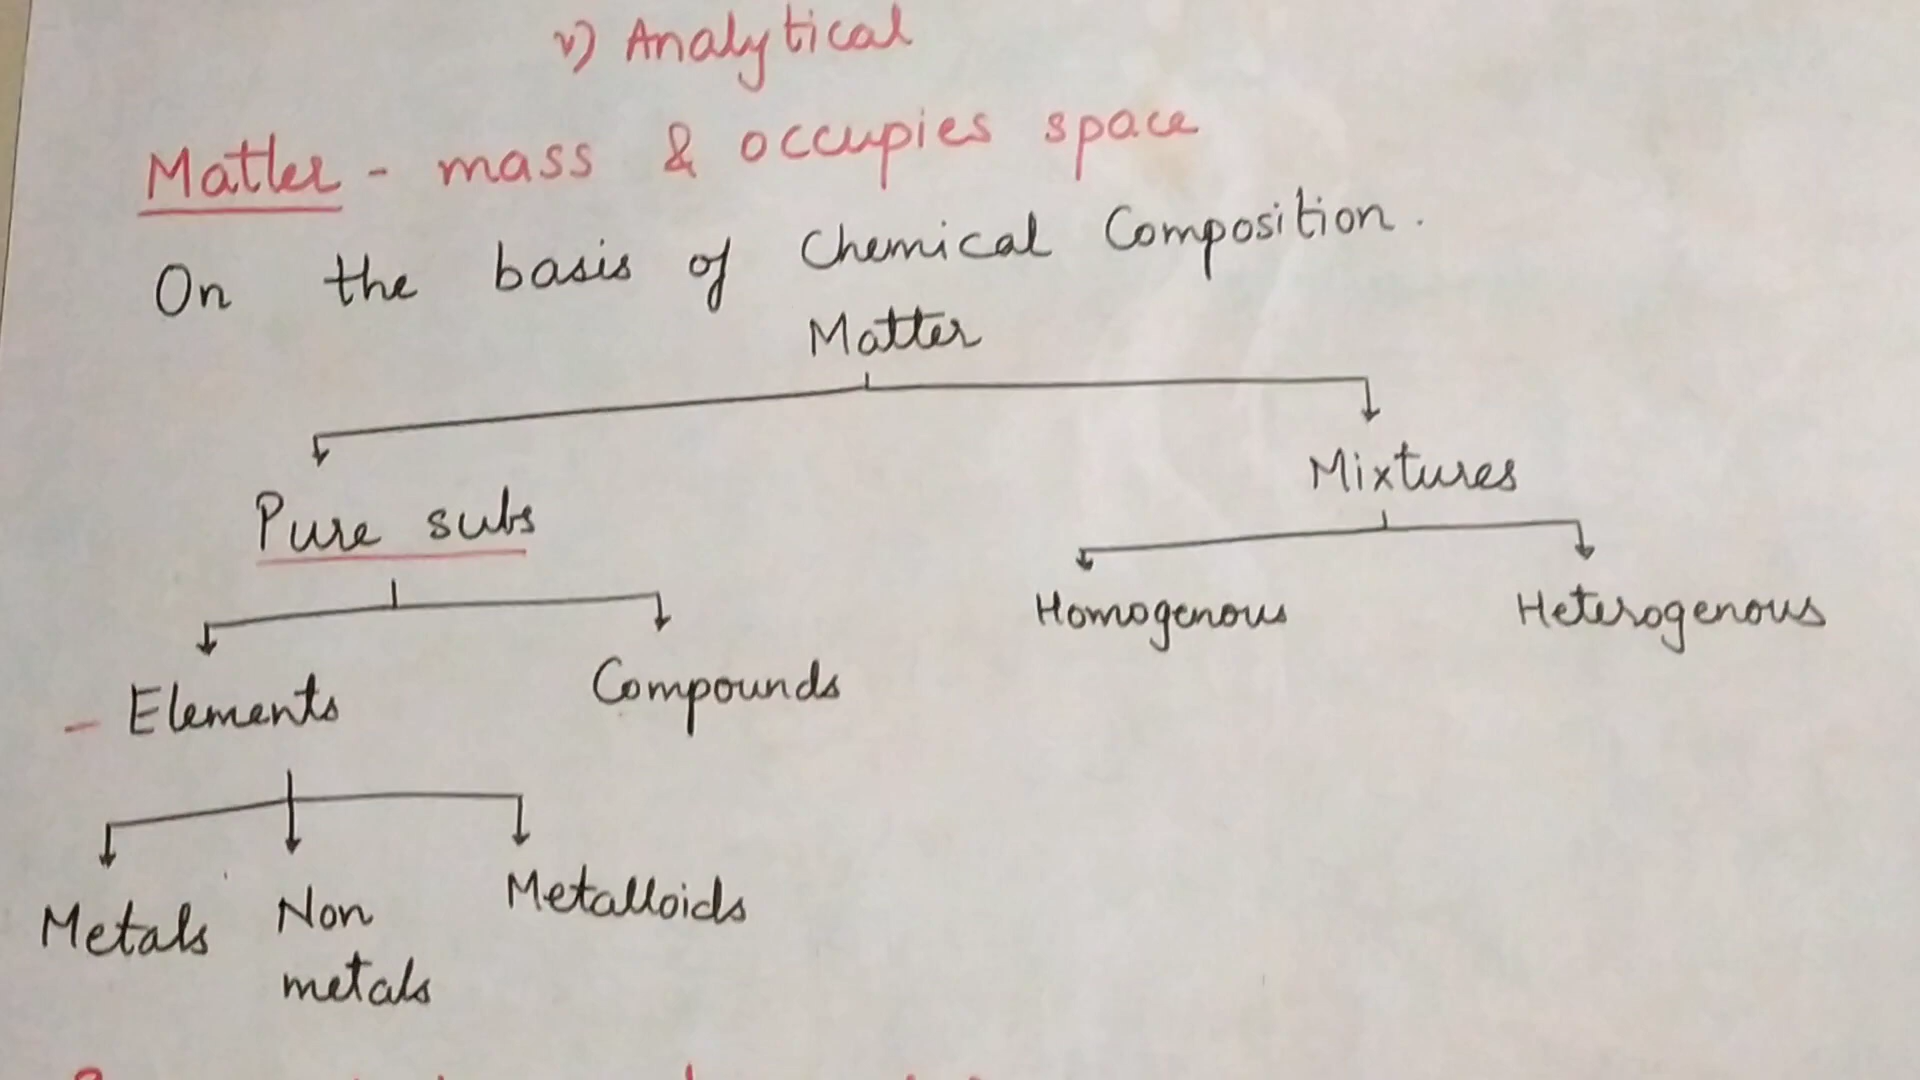 v) Analytical
Matter - mass & occupies space
On the basis of Chemical Composition.
Matter
Pure subs
Mixtures
Homogenous
Heterogenous
- Elements
Compounds
Metals
Non
metals
Metalloids